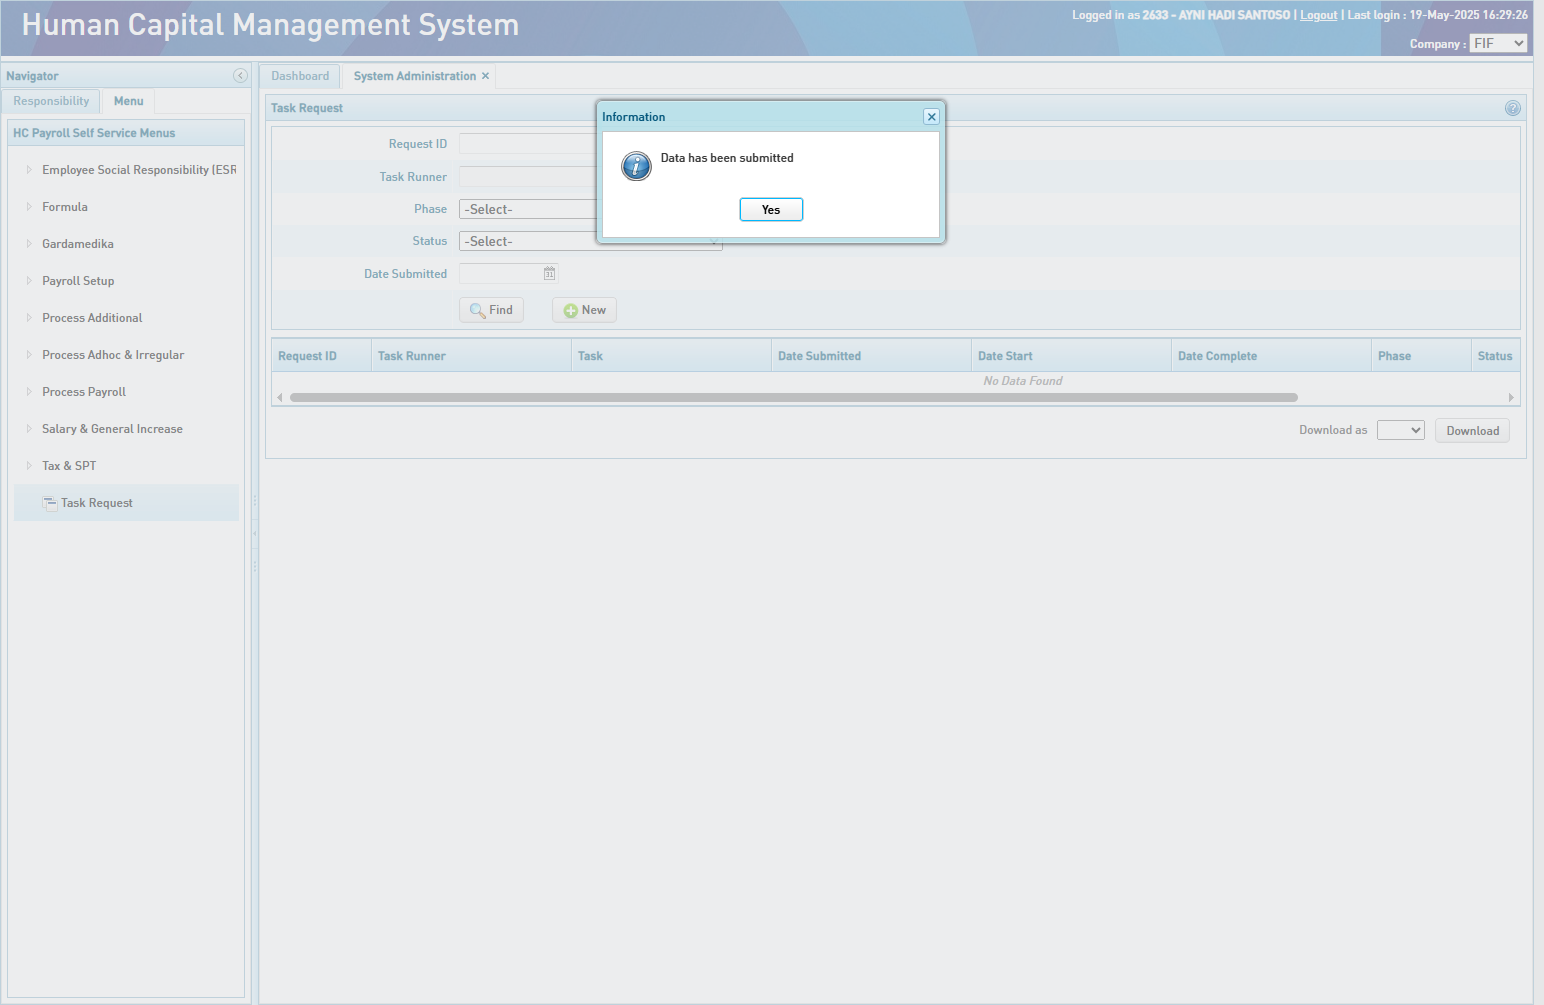 Human Capital Management System
Logged in as 2633 - AYNI HADI SANTOSO | Logout | Last login : 19-May-2025 16:29:26
Company : FIF
Navigator
Responsibility
Menu
HC Payroll Self Service Menus
Employee Social Responsibility (ESR
Formula
Gardamedika
Payroll Setup
Process Additional
Process Adhoc & Irregular
Process Payroll
Salary & General Increase
Tax & SPT
Task Request
Dashboard
System Administration
Task Request
Request ID
Task Runner
Phase -Select-
Status -Select-
Date Submitted 31
Find New
Information
Data has been submitted
Yes
Request ID Task Runner Task Date Submitted Date Start Date Complete Phase Status
No Data Found
Download as Download